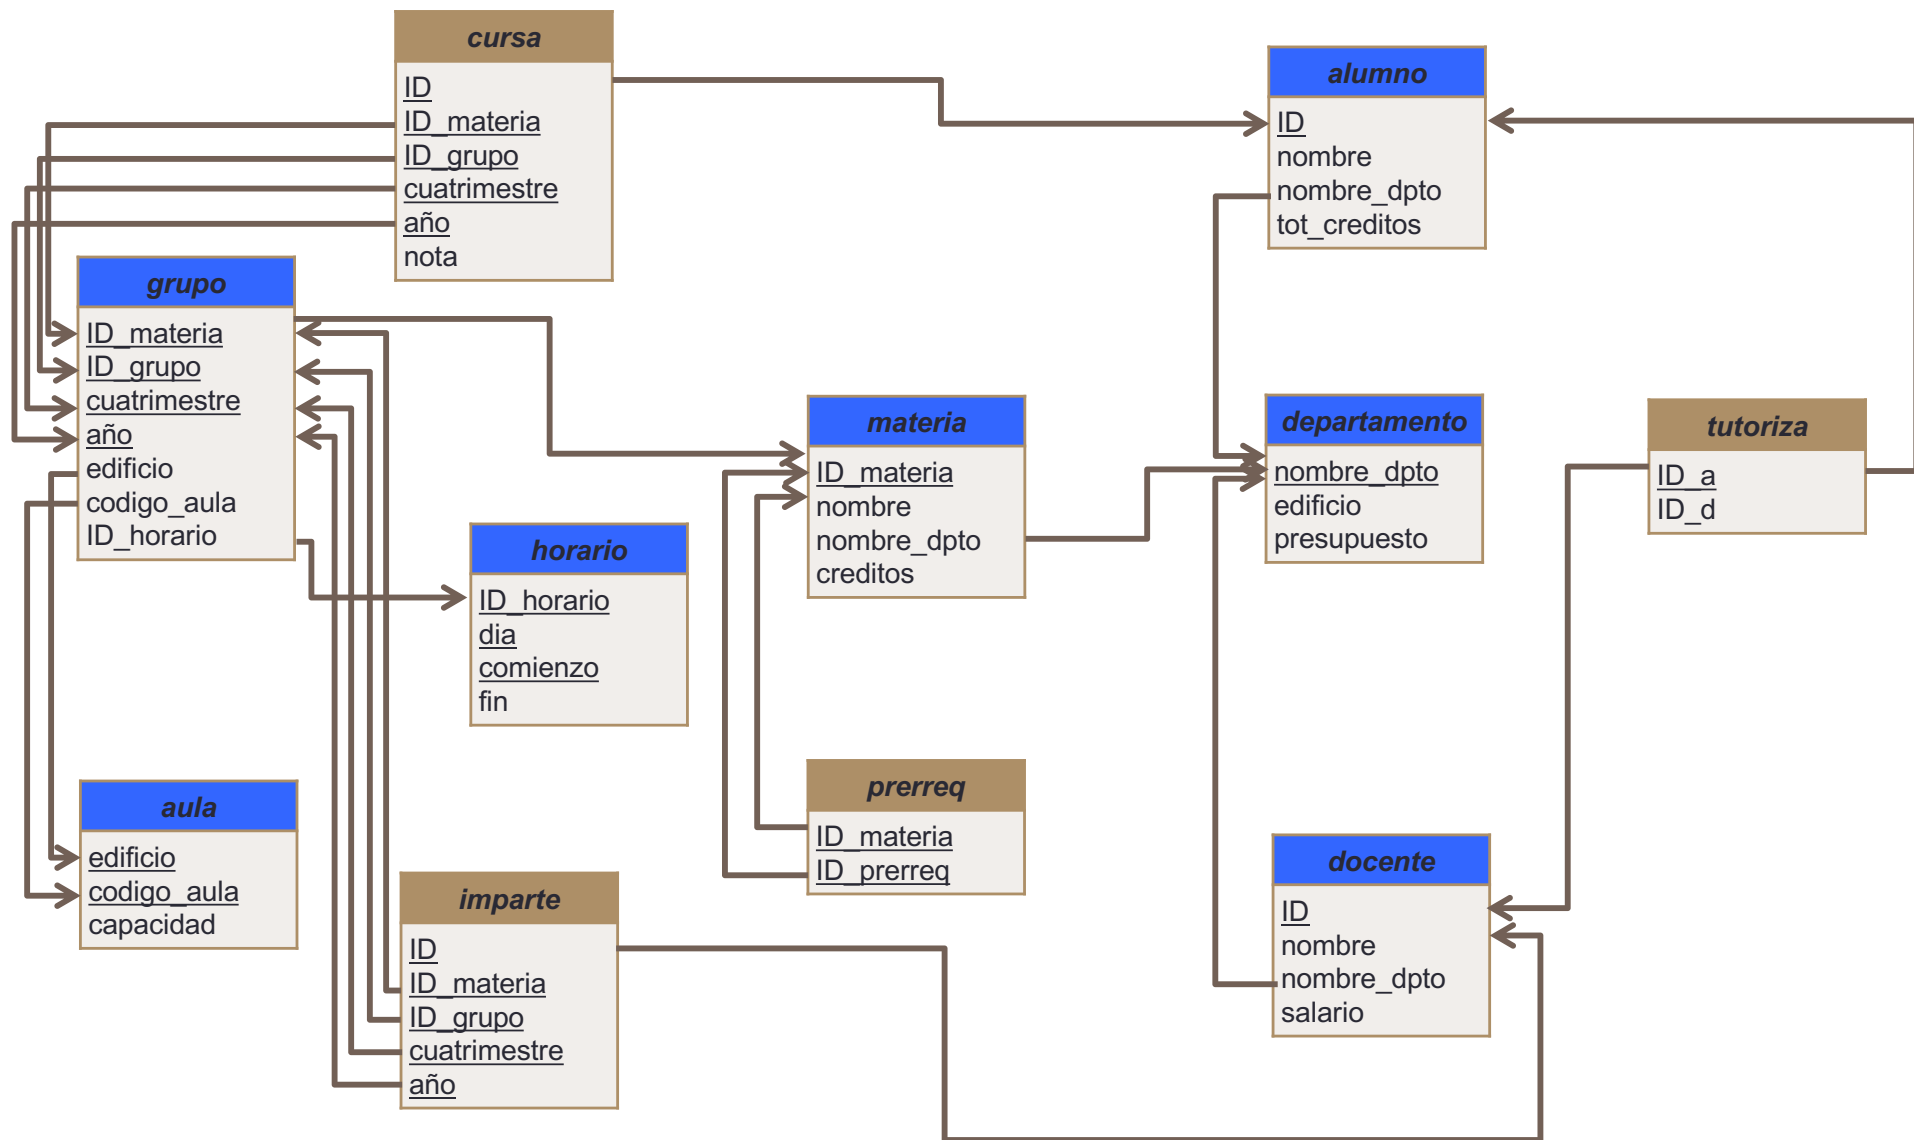 cursa
ID
ID_materia
ID_grupo
cuatrimestre
año
nota
alumno
ID
nombre
nombre_dpto
tot_creditos
grupo
ID_materia
ID_grupo
cuatrimestre
año
edificio
codigo_aula
ID_horario
materia
ID_materia
nombre
nombre_dpto
creditos
departamento
nombre_dpto
edificio
presupuesto
tutoriza
ID_a
ID_d
horario
ID_horario
dia
comienzo
fin
aula
edificio
codigo_aula
capacidad
prerreq
ID_materia
ID_prerreq
imparte
ID
ID_materia
ID_grupo
cuatrimestre
año
docente
ID
nombre
nombre_dpto
salario